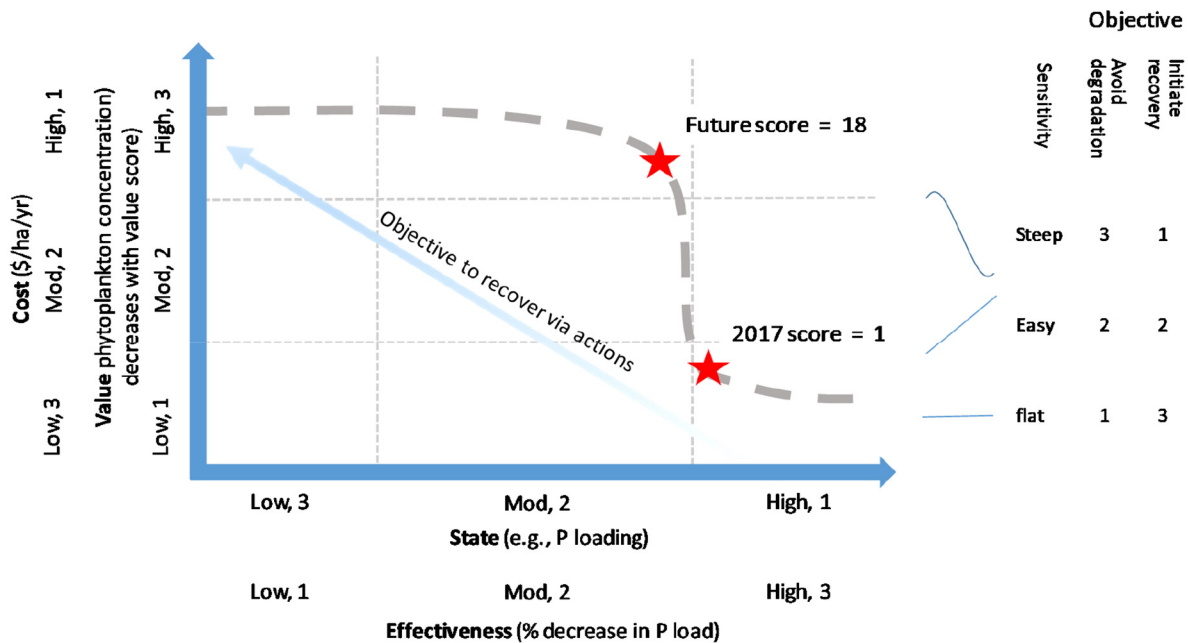 Objective
Sensitivity
Avoid
degradation
Initiate
recovery
Cost ($/ha/yr)
High, 1
Mod, 2
Low, 3
Value phytoplankton concentration)
decreases with value score)
High, 3
Mod, 2
Low, 1
Future score = 18
Objective to recover via actions
2017 score = 1
Steep 3 1
Easy 2 2
flat 1 3
Low, 3 Mod, 2 High, 1
State (e.g., P loading)
Low, 1 Mod, 2 High, 3
Effectiveness (% decrease in P load)